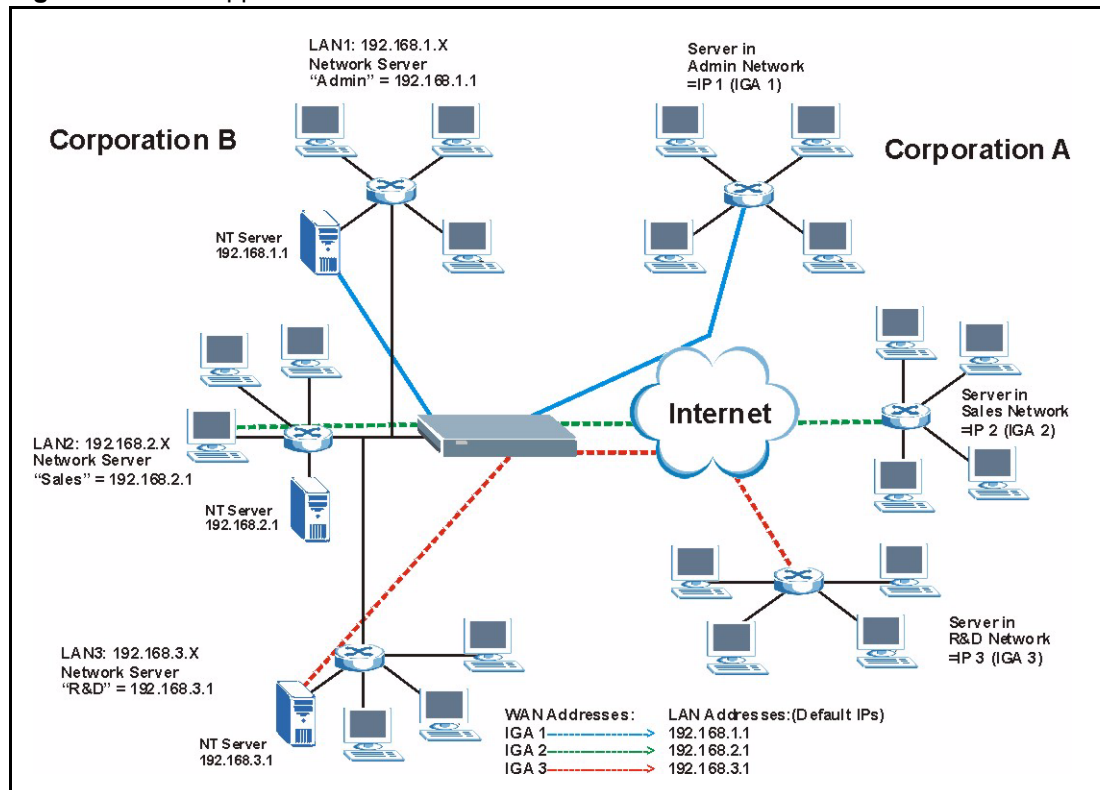 LAN1: 192.168.1.X
Network Server
“Admin” = 192.168.1.1
Server in
Admin Network
=IP 1 (IGA 1)
Corporation B
Corporation A
NT Server
192.168.1.1
Internet
Server in
Sales Network
=IP 2 (IGA 2)
LAN2: 192.168.2.X
Network Server
“Sales” = 192.168.2.1
NT Server
192.168.2.1
Server in
R&D Network
=IP 3 (IGA 3)
LAN3: 192.168.3.X
Network Server
“R&D” = 192.168.3.1
NT Server
192.168.3.1
WAN Addresses: LAN Addresses:(Default IPs)
IGA 1 192.168.1.1
IGA 2 192.168.2.1
IGA 3 192.168.3.1